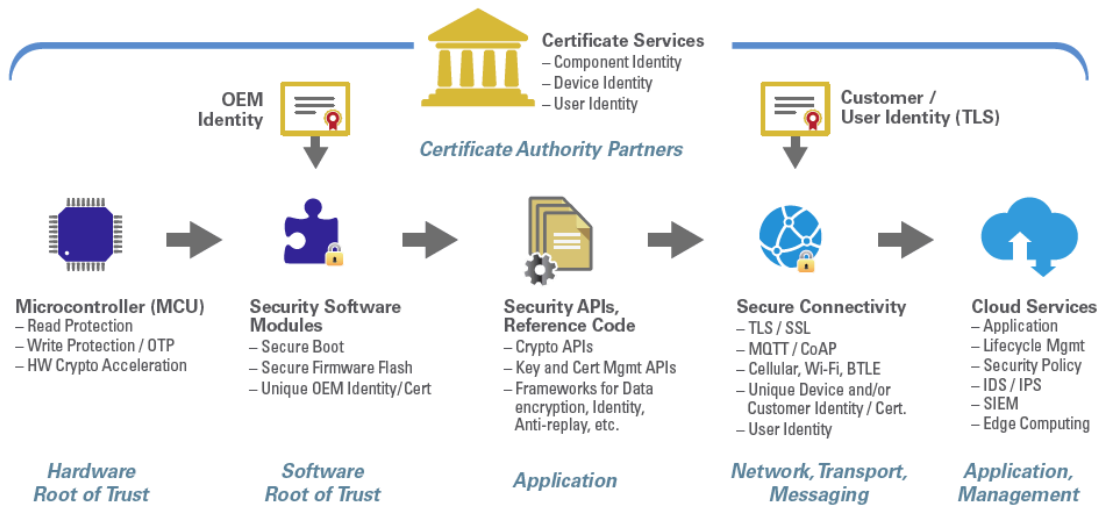 Certificate Services
– Component Identity
– Device Identity
– User Identity
OEM
Identity
Customer /
User Identity (TLS)
Certificate Authority Partners
Microcontroller (MCU)
– Read Protection
– Write Protection / OTP
– HW Crypto Acceleration
Hardware
Root of Trust
Security Software
Modules
– Secure Boot
– Secure Firmware Flash
– Unique OEM Identity/Cert
Software
Root of Trust
Security APIs,
Reference Code
– Crypto APIs
– Key and Cert Mgmt APIs
– Frameworks for Data
encryption, Identity,
Anti-replay, etc.
Application
Secure Connectivity
– TLS / SSL
– MQTT / CoAP
– Cellular, Wi-Fi, BTLE
– Unique Device and/or
Customer Identity / Cert.
– User Identity
Network, Transport,
Messaging
Cloud Services
– Application
– Lifecycle Mgmt
– Security Policy
– IDS / IPS
– SIEM
– Edge Computing
Application,
Management